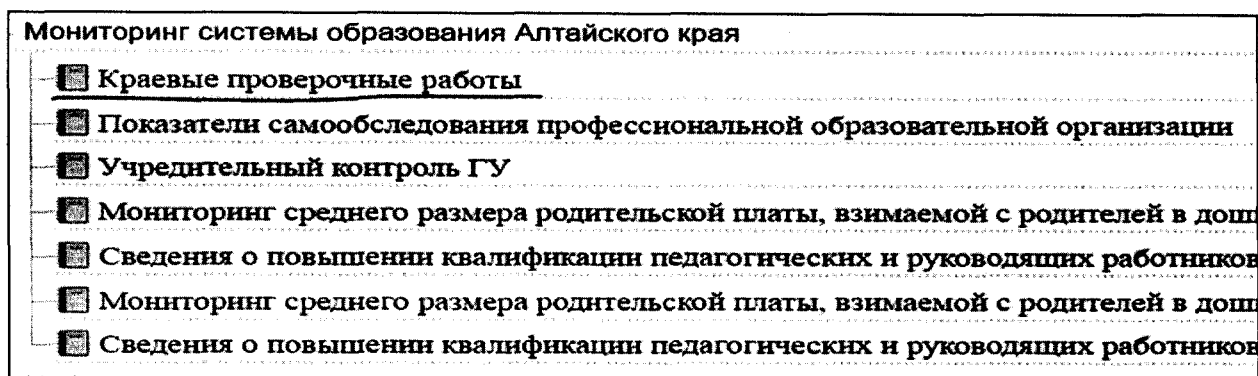 Мониторинг системы образования Алтайского края
Краевые проверочные работы
Показатели самообследования профессиональной образовательной организации
Учредительный контроль ГУ
Мониторинг среднего размера родительской платы, взимаемой с родителей в дош
Сведения о повышении квалификации педагогических и руководящих работников
Мониторинг среднего размера родительской платы, взимаемой с родителей в дош
Сведения о повышении квалификации педагогических и руководящих работников